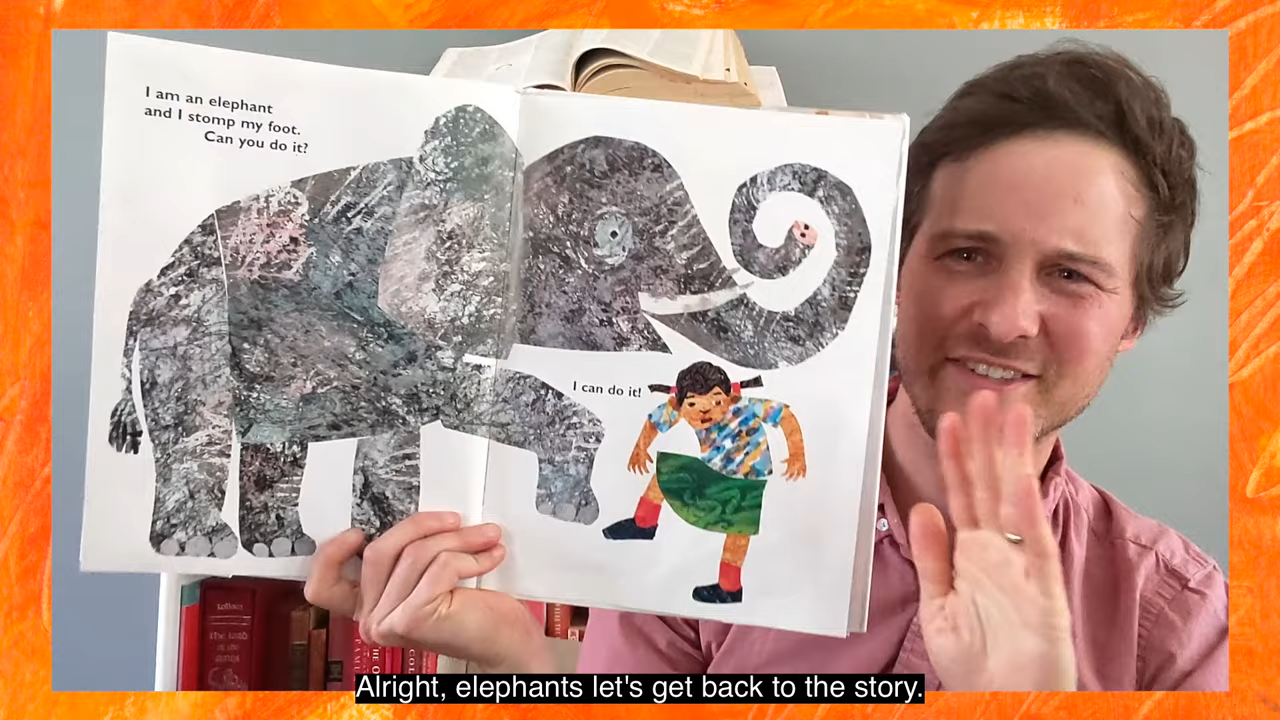 I am an elephant
and I stomp my foot.
Can you do it?
I can do it!
Alright, elephants let's get back to the story.